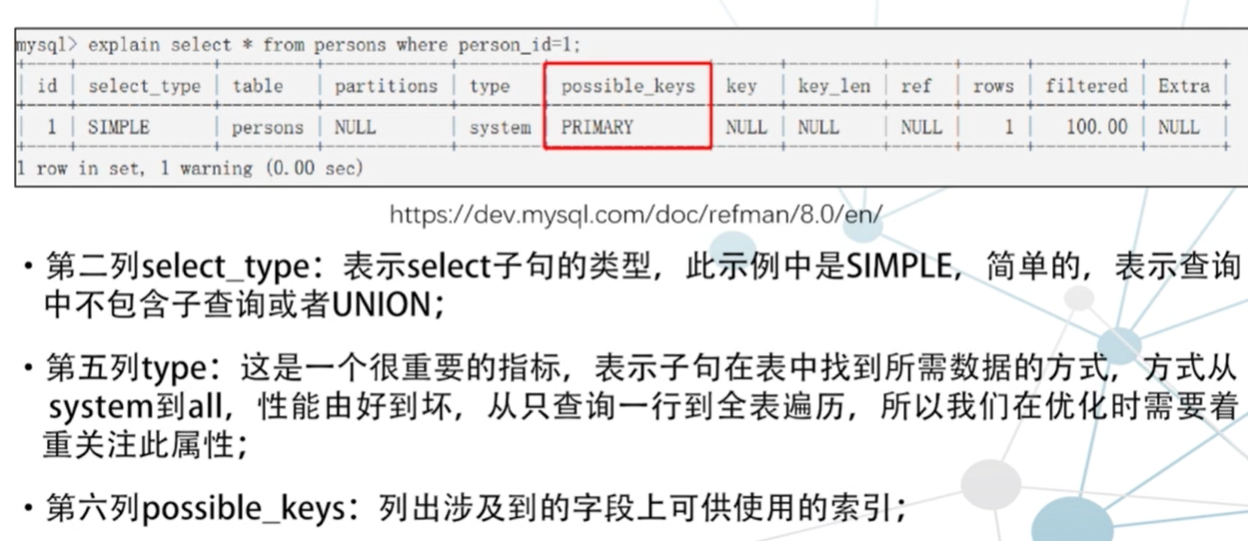 mysql> explain select * from persons where person_id=1;
| id | select_type | table | partitions | type | possible_keys | key | key_len | ref | rows | filtered | Extra |
| 1 | SIMPLE | persons | NULL | system | PRIMARY | NULL | NULL | NULL | 1 | 100.00 | NULL |
1 row in set, 1 warning (0.00 sec)
https://dev.mysql.com/doc/refman/8.0/en/
• 第二列select_type：表示select子句的类型，此示例中是SIMPLE，简单的，表示查询
中不包含子查询或者UNION；
• 第五列type：这是一个很重要的指标，表示子句在表中找到所需数据的方式，方式从
system到all，性能由好到坏，从只查询一行到全表遍历，所以我们在优化时需要着
重关注此属性；
• 第六列possible_keys：列出涉及到的字段上可供使用的索引；